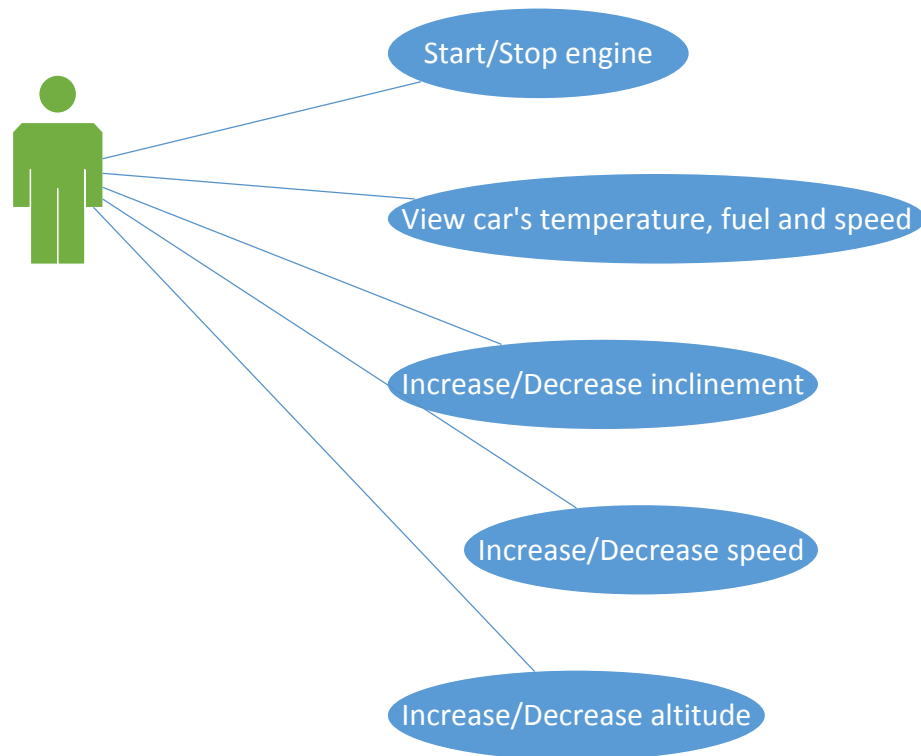 Start/Stop engine
View car's temperature, fuel and speed
Increase/Decrease inclinement
Increase/Decrease speed
Increase/Decrease altitude